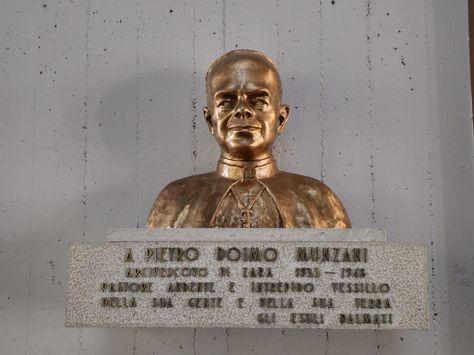 A PIETRO DOIMO MUNZANI
ARCIVESCOVO DI ZARA 1938 — 1948
PASTORE ARDENTE E INTREPIDO VESSILLO
DELLA SUA GENTE E DELLA SUA TERRA
GLI ESULI DALMATI